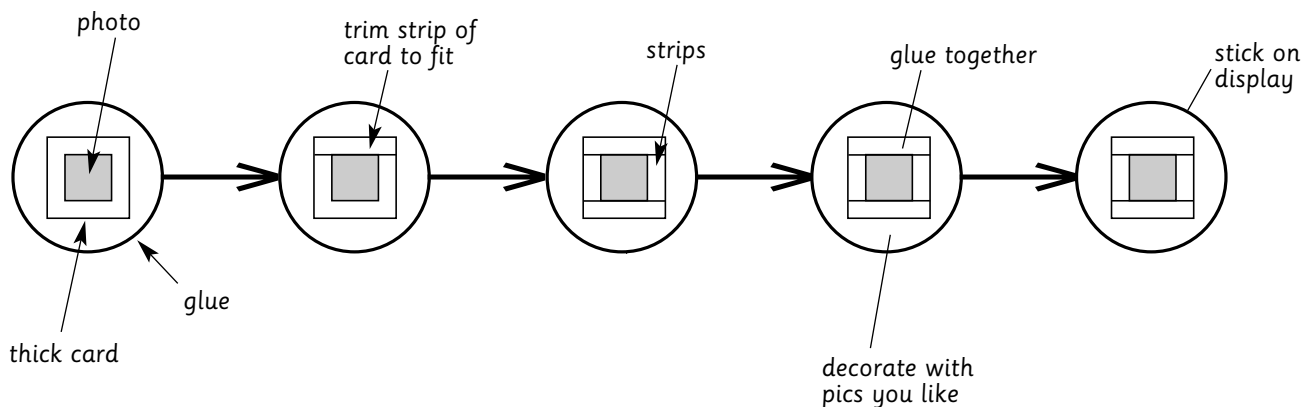 photo
trim strip of
card to fit
strips
glue together
stick on
display
glue
thick card
decorate with
pics you like